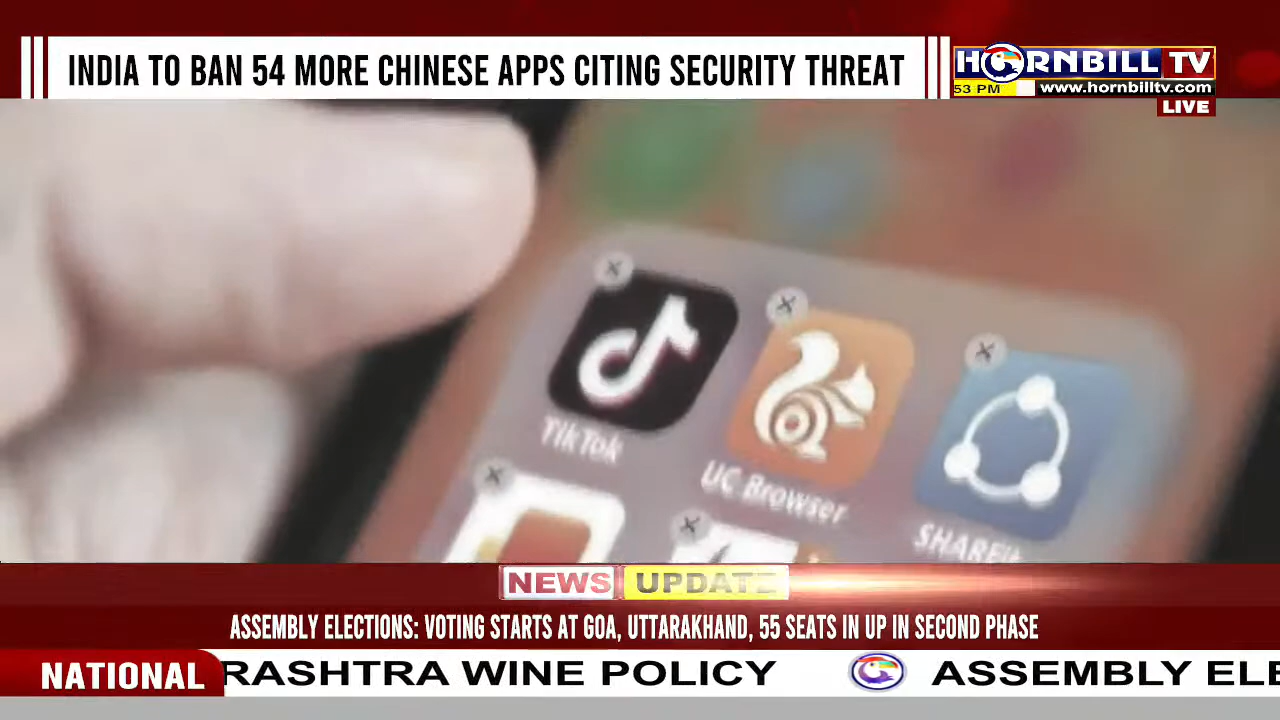 INDIA TO BAN 54 MORE CHINESE APPS CITING SECURITY THREAT
HORNBILL TV
53 PM
www.hornbilltv.com
LIVE
TikTok
UC Browser
SHAREit
NEWS UPDATE
ASSEMBLY ELECTIONS: VOTING STARTS AT GOA, UTTARAKHAND, 55 SEATS IN UP IN SECOND PHASE
NATIONAL
RASHTRA WINE POLICY ASSEMBLY ELE